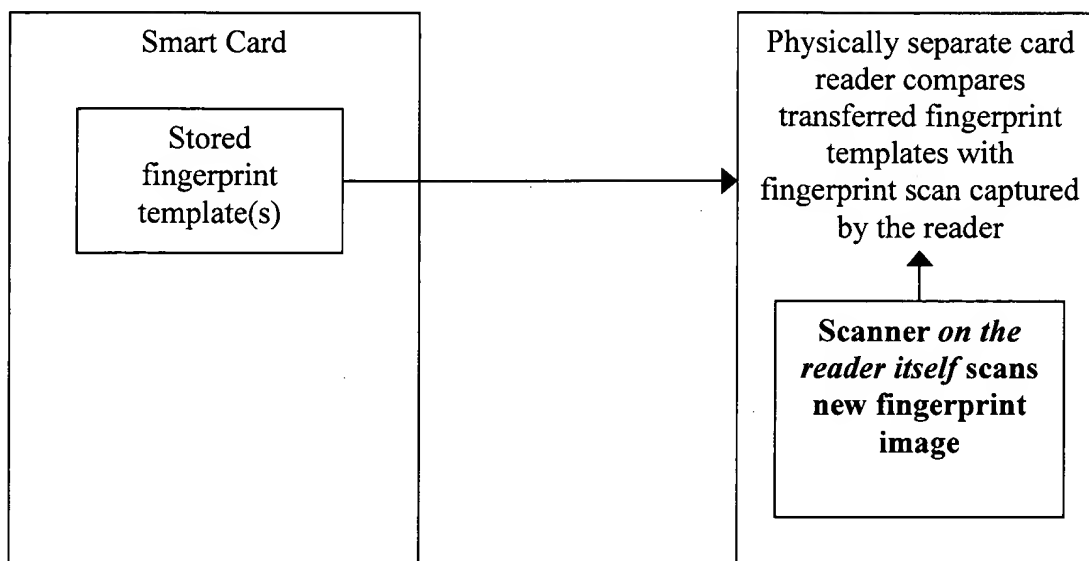 Smart Card
Stored
fingerprint
template(s)
Physically separate card
reader compares
transferred fingerprint
templates with
fingerprint scan captured
by the reader
Scanner on the
reader itself scans
new fingerprint
image